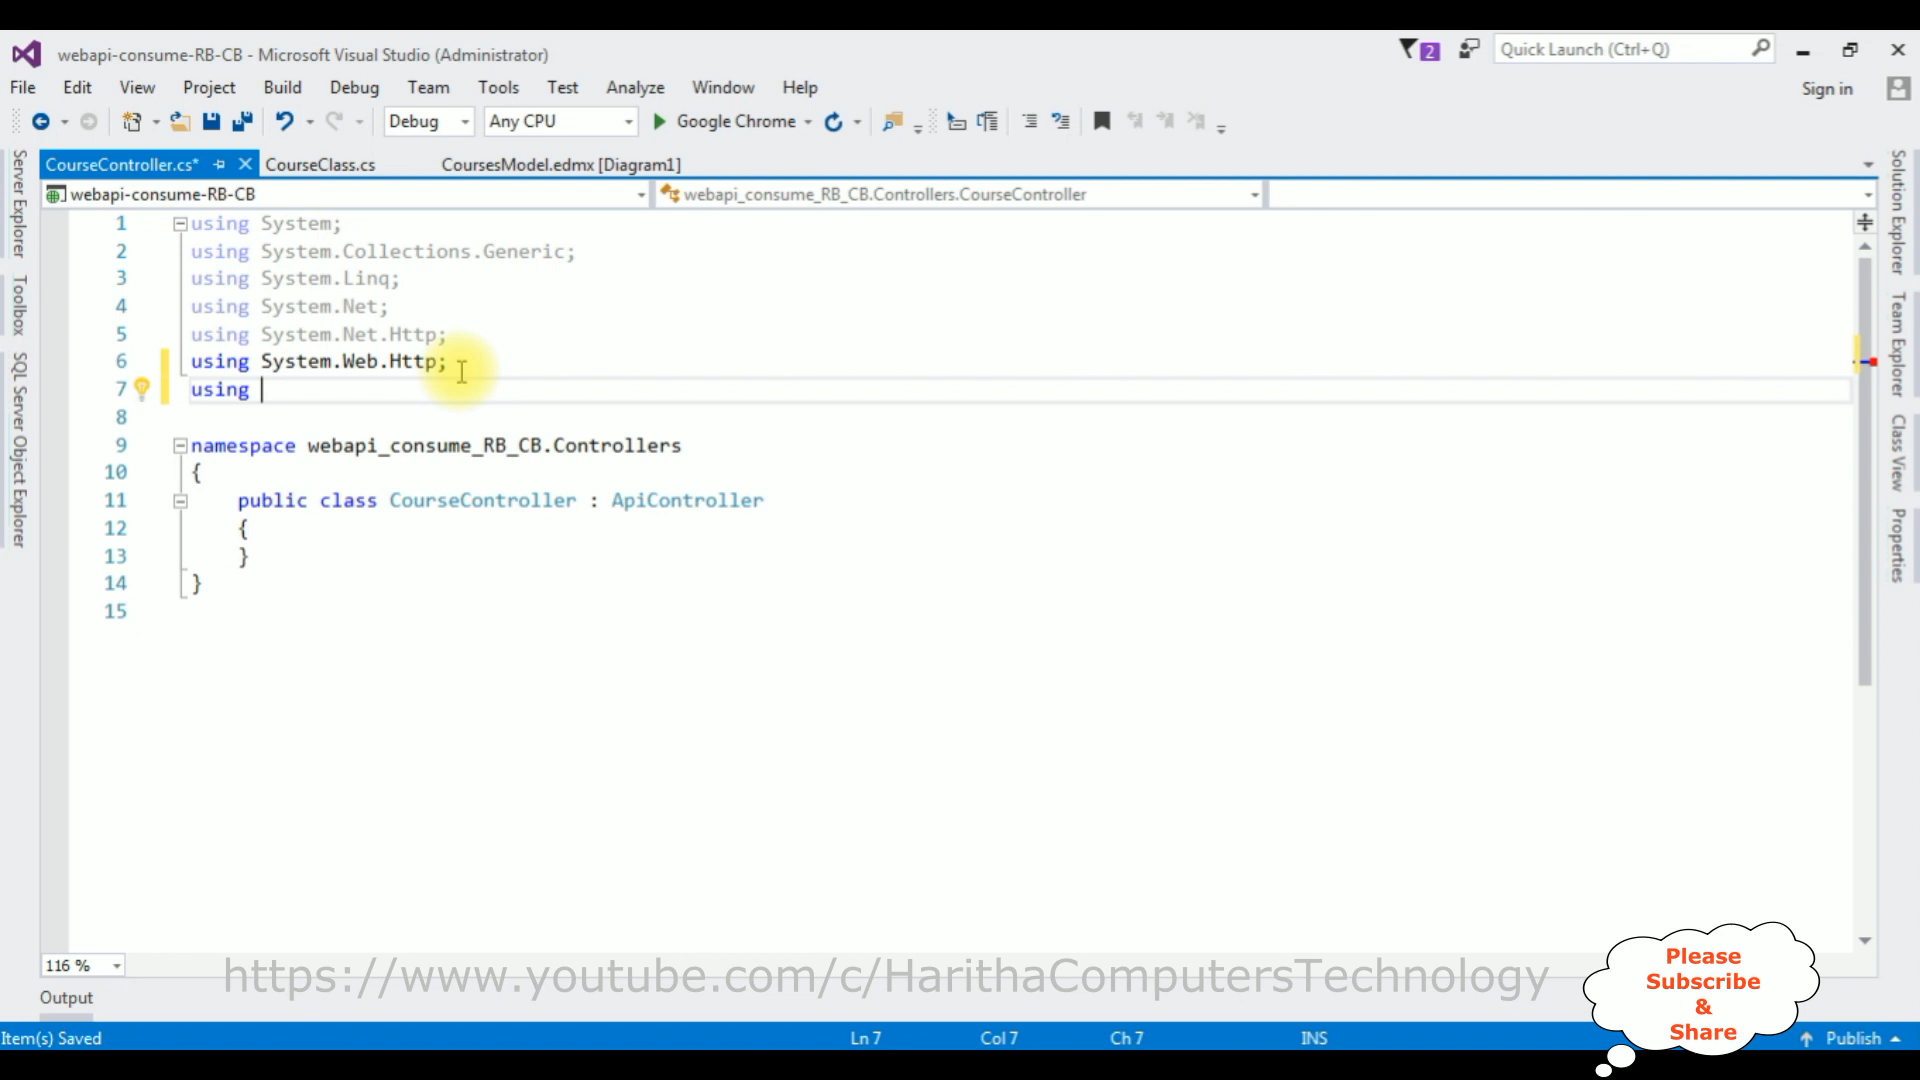 webapi-consume-RB-CB - Microsoft Visual Studio (Administrator)
2
Quick Launch (Ctrl+Q)
File Edit View Project Build Debug Team Tools Test Analyze Window Help
Sign in
Debug Any CPU Google Chrome
CourseController.cs* CourseClass.cs CoursesModel.edmx [Diagram1]
webapi-consume-RB-CB webapi_consume_RB_CB.Controllers.CourseController
Server Explorer
Toolbox
SQL Server Object Explorer
1 using System;
2 using System.Collections.Generic;
3 using System.Linq;
4 using System.Net;
5 using System.Net.Http;
6 using System.Web.Http;
7 using
8
9 namespace webapi_consume_RB_CB.Controllers
10 {
11 public class CourseController : ApiController
12 {
13 }
14 }
15
Solution Explorer
Team Explorer
Class View
Properties
116 %
https://www.youtube.com/c/HarithaComputersTechnology
Please
Subscribe
&
Share
Output
Item(s) Saved Ln 7 Col 7 Ch 7 INS Publish